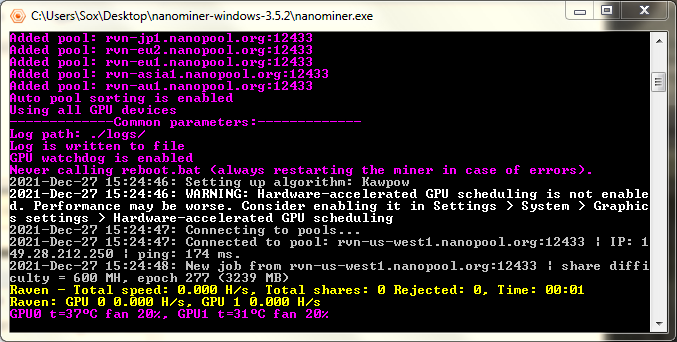 C:\Users\Sox\Desktop\nanominer-windows-3.5.2\nanominer.exe
Added pool: rvn-jp1.nanopool.org:12433
Added pool: rvn-eu2.nanopool.org:12433
Added pool: rvn-eu1.nanopool.org:12433
Added pool: rvn-asia1.nanopool.org:12433
Added pool: rvn-au1.nanopool.org:12433
Auto pool sorting is enabled
Using all GPU devices
-------------Common parameters:-------------
Log path: ./logs/
Log is written to file
GPU watchdog is enabled
Never calling reboot.bat (always restarting the miner in case of errors).
2021-Dec-27 15:24:46: Setting up algorithm: Kawpow
2021-Dec-27 15:24:46: WARNING: Hardware-accelerated GPU scheduling is not enable
d. Performance may be worse. Consider enabling it in Settings > System > Graphic
s settings > Hardware-accelerated GPU scheduling
2021-Dec-27 15:24:47: Connecting to pools...
2021-Dec-27 15:24:47: Connected to pool: rvn-us-west1.nanopool.org:12433 ¦ IP: 1
49.28.212.250 ¦ ping: 174 ms.
2021-Dec-27 15:24:48: New job from rvn-us-west1.nanopool.org:12433 ¦ share diffi
culty = 600 MH, epoch 277 (3239 MB)
Raven - Total speed: 0.000 H/s, Total shares: 0 Rejected: 0, Time: 00:01
Raven: GPU 0 0.000 H/s, GPU 1 0.000 H/s
GPU0 t=37ºC fan 20%, GPU1 t=31ºC fan 20%